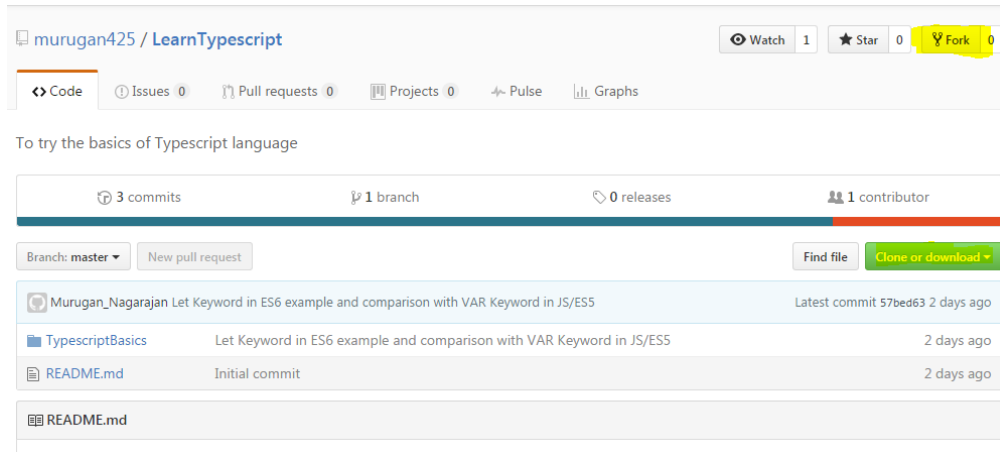 murugan425 / LearnTypescript Watch 1 Star 0 Fork 0
Code Issues 0 Pull requests 0 Projects 0 Pulse Graphs
To try the basics of Typescript language
3 commits 1 branch 0 releases 1 contributor
Branch: master New pull request Find file Clone or download
Murugan_Nagarajan Let Keyword in ES6 example and comparison with VAR Keyword in JS/ES5 Latest commit 57bed63 2 days ago
TypescriptBasics Let Keyword in ES6 example and comparison with VAR Keyword in JS/ES5 2 days ago
README.md Initial commit 2 days ago
README.md